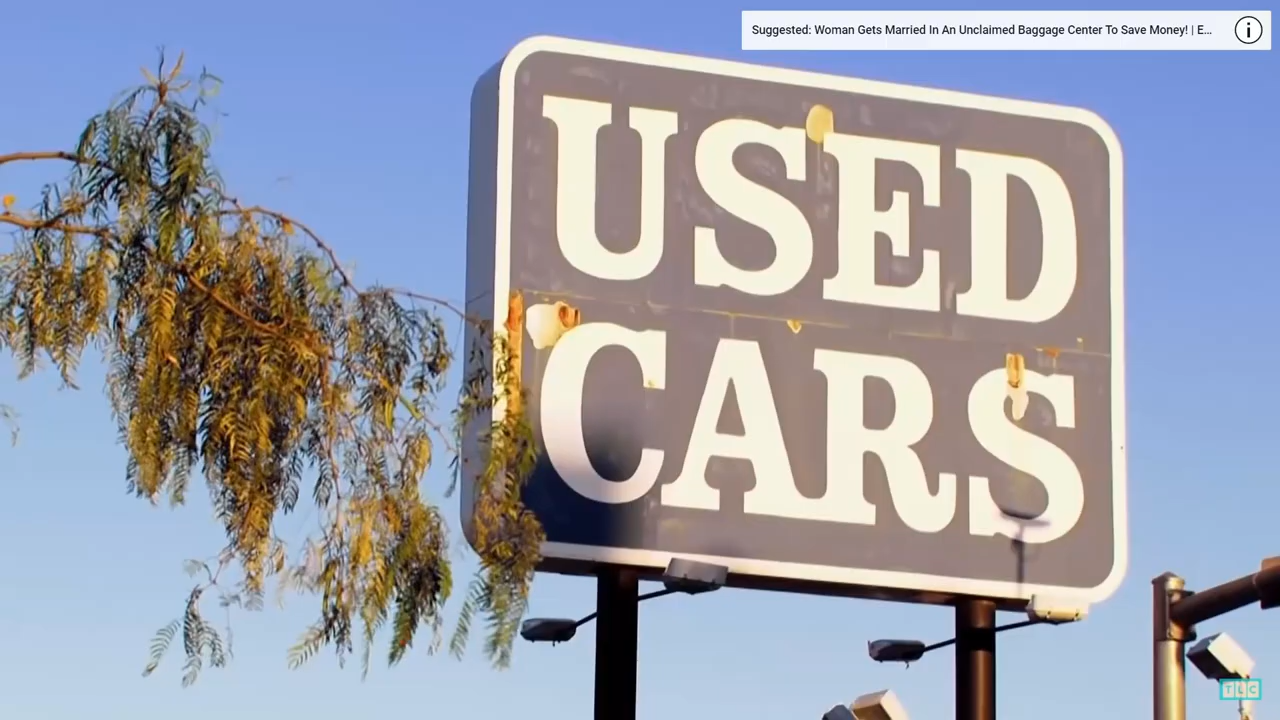 Suggested: Woman Gets Married In An Unclaimed Baggage Center To Save Money! | E...
USED
CARS
TLC